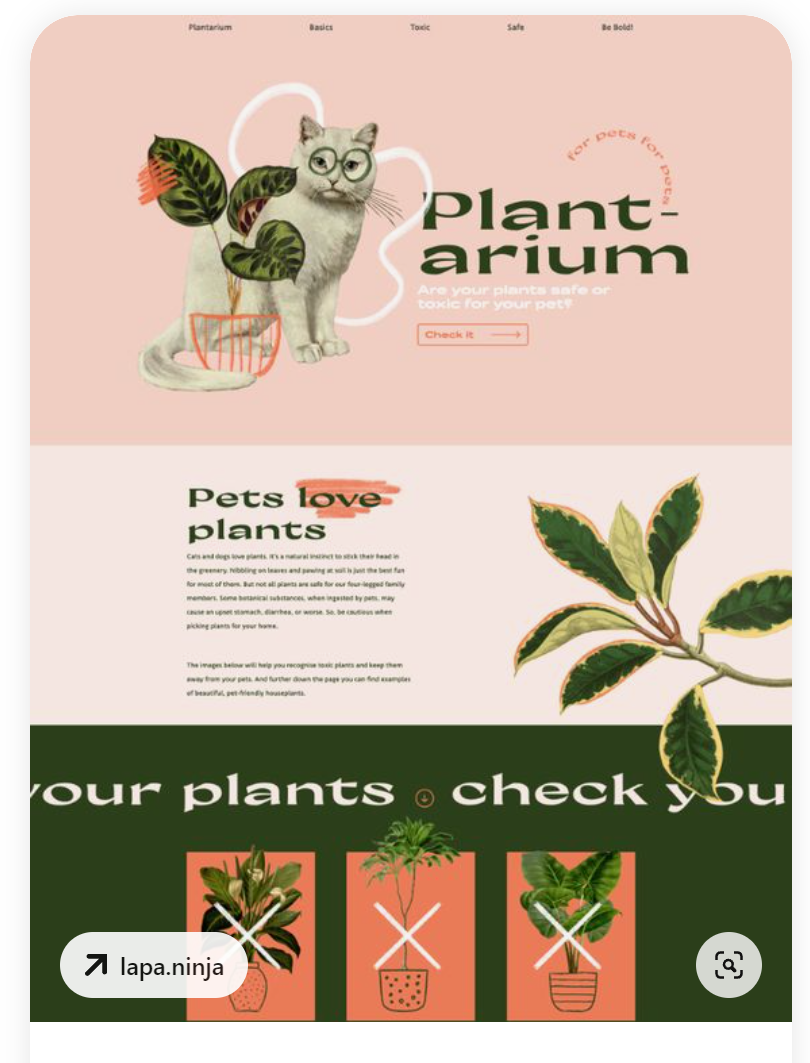 Plantarium Basics Toxic Safe Be Bold!
for pets for pets
Plant-
arium
Are your plants safe or
toxic for your pet?
Check it
Pets love
plants
Cats and dogs love plants. It's a natural instinct to stick their head in
the greenery. Nibbling on leaves and pawing at soil is just the best fun
for most of them. But not all plants are safe for our four-legged family
members. Some botanical substances, when ingested by pets, may
cause an upset stomach, diarrhea, or worse. So, be cautious when
picking plants for your home.
The images below will help you recognise toxic plants and keep them
away from your pets. And further down the page you can find examples
of beautiful, pet-friendly houseplants.
your plants check you
lapa.ninja